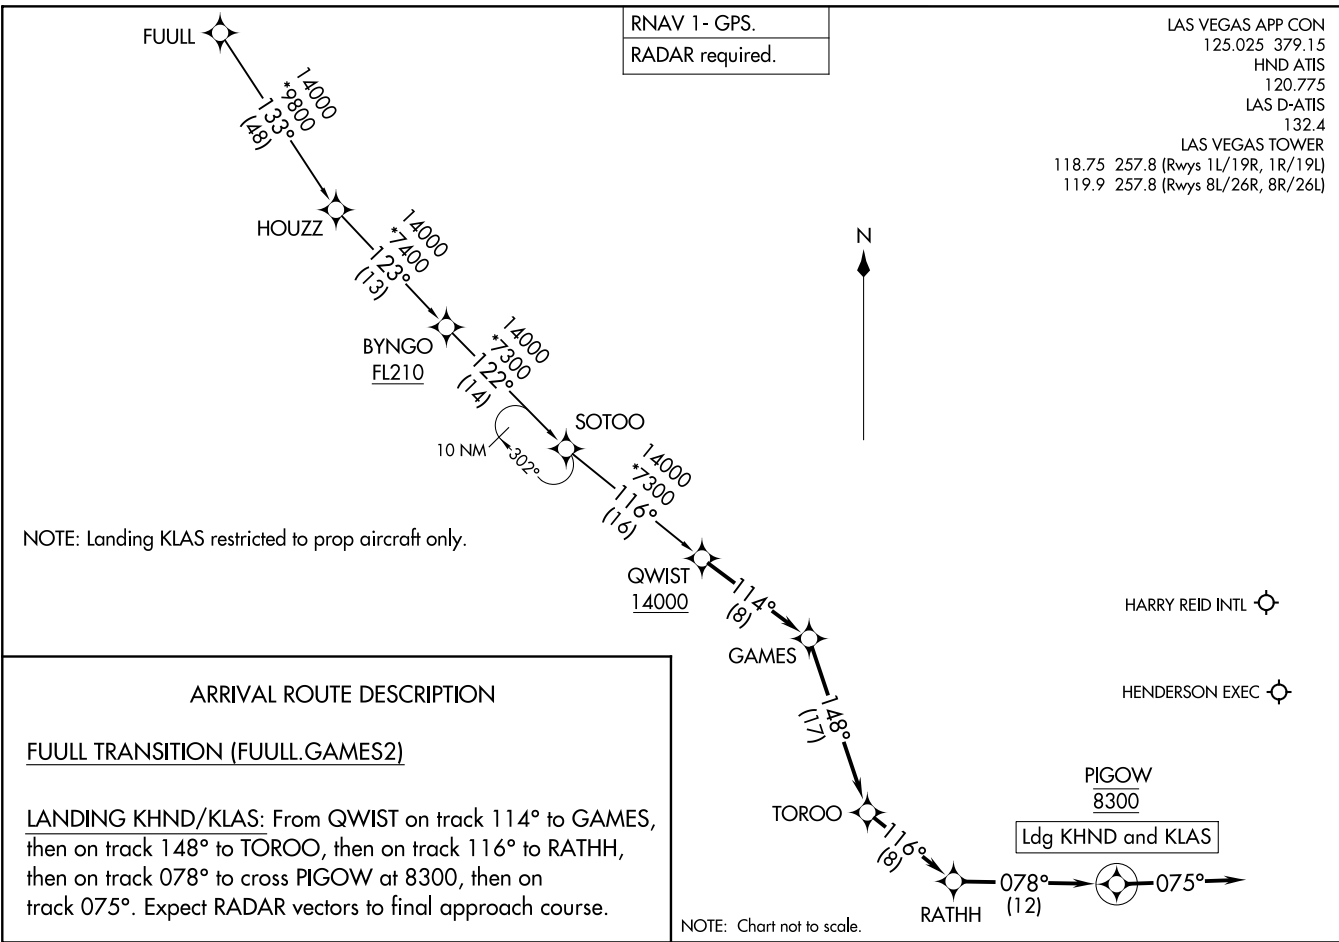 RNAV 1- GPS.
RADAR required.
LAS VEGAS APP CON
125.025 379.15
HND ATIS
120.775
LAS D-ATIS
132.4
LAS VEGAS TOWER
118.75 257.8 (Rwys 1L/19R, 1R/19L)
119.9 257.8 (Rwys 8L/26R, 8R/26L)
FUULL
14000
*9800
133°
(48)
HOUZZ
14000
*7400
123°
(13)
N
BYNGO
FL210
14000
*7300
122°
(14)
SOTOO
10 NM
302°
14000
*7300
116°
(16)
NOTE: Landing KLAS restricted to prop aircraft only.
QWIST
14000
114°
(8)
GAMES
HARRY REID INTL
HENDERSON EXEC
148°
(17)
TOROO
116°
(8)
RATHH
078°
(12)
PIGOW
8300
Ldg KHND and KLAS
075°
ARRIVAL ROUTE DESCRIPTION
FUULL TRANSITION (FUULL.GAMES2)
LANDING KHND/KLAS: From QWIST on track 114° to GAMES,
then on track 148° to TOROO, then on track 116° to RATHH,
then on track 078° to cross PIGOW at 8300, then on
track 075°. Expect RADAR vectors to final approach course.
NOTE: Chart not to scale.